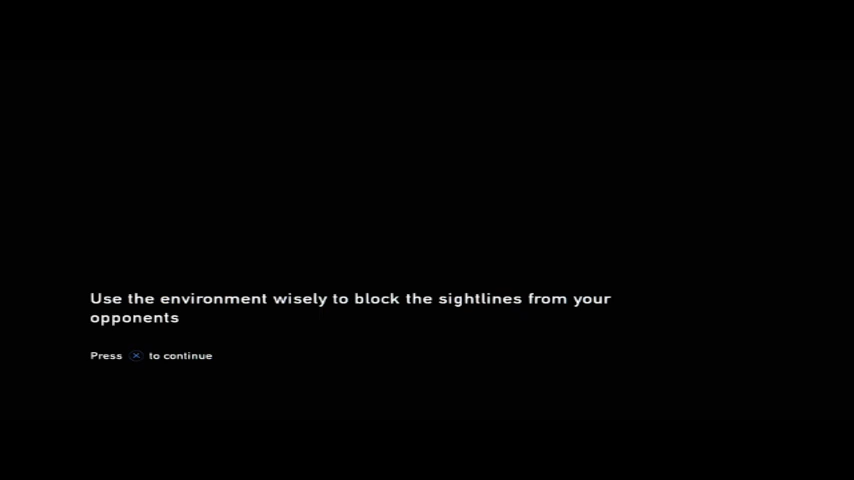 Use the environment wisely to block the sightlines from your
opponents
Press ⓧ to continue